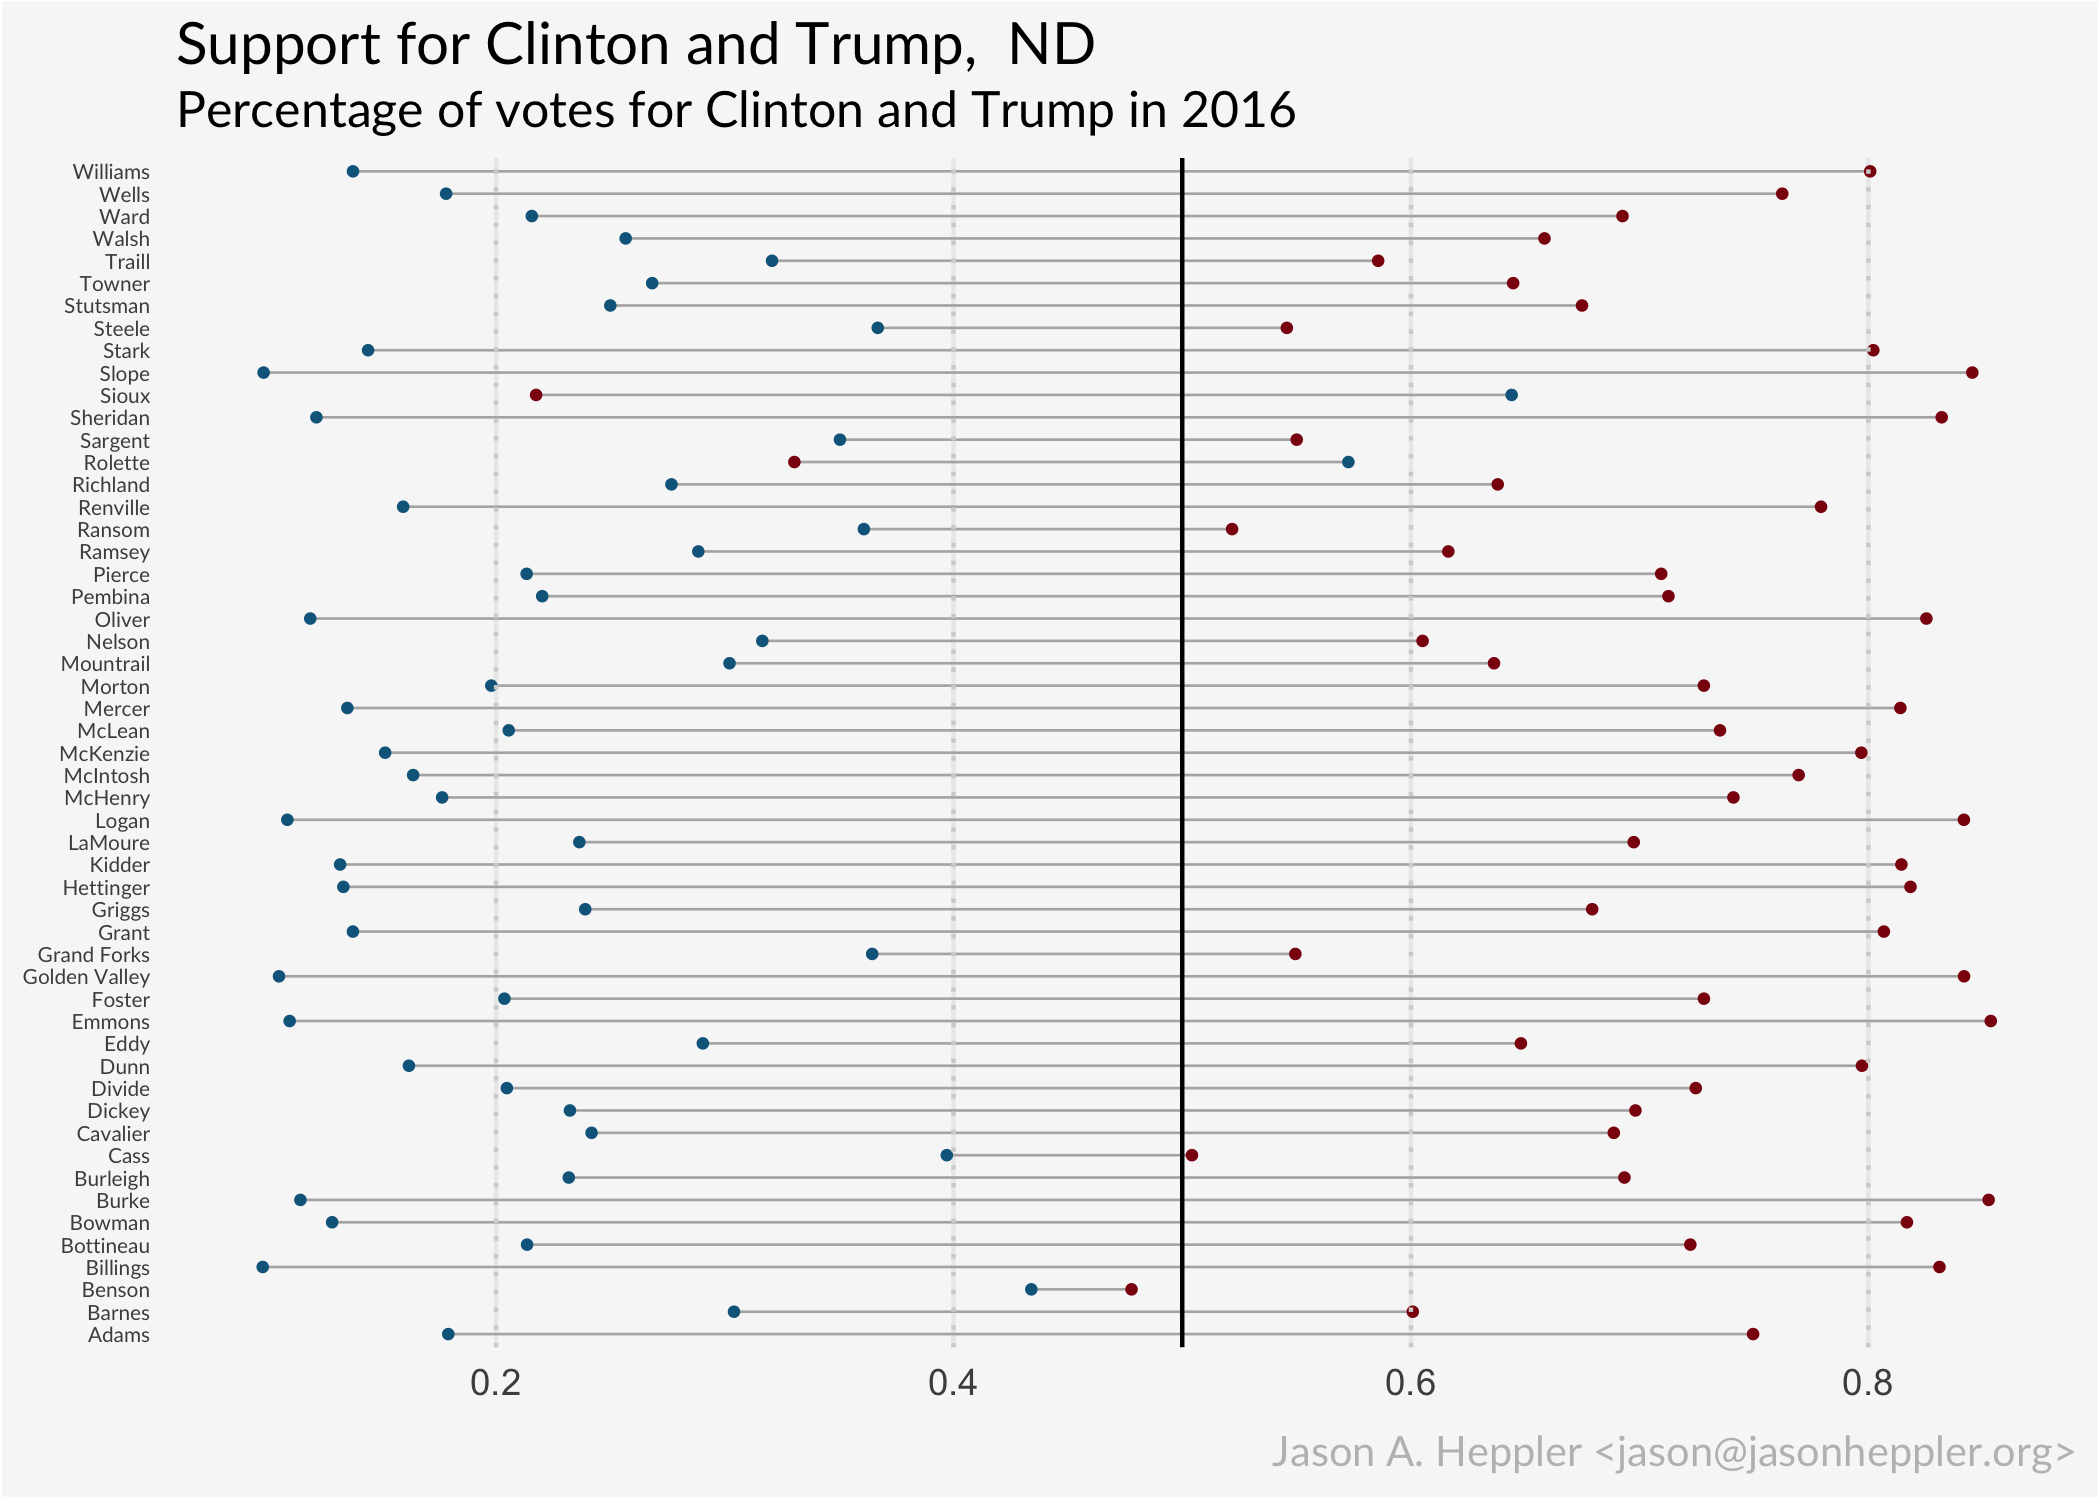 Support for Clinton and Trump,  ND
Percentage of votes for Clinton and Trump in 2016
Williams
Wells
Ward
Walsh
Traill
Towner
Stutsman
Steele
Stark
Slope
Sioux
Sheridan
Sargent
Rolette
Richland
Renville
Ransom
Ramsey
Pierce
Pembina
Oliver
Nelson
Mountrail
Morton
Mercer
McLean
McKenzie
McIntosh
McHenry
Logan
LaMoure
Kidder
Hettinger
Griggs
Grant
Grand Forks
Golden Valley
Foster
Emmons
Eddy
Dunn
Divide
Dickey
Cavalier
Cass
Burleigh
Burke
Bowman
Bottineau
Billings
Benson
Barnes
Adams
0.2 0.4 0.6 0.8
Jason A. Heppler <jason@jasonheppler.org>